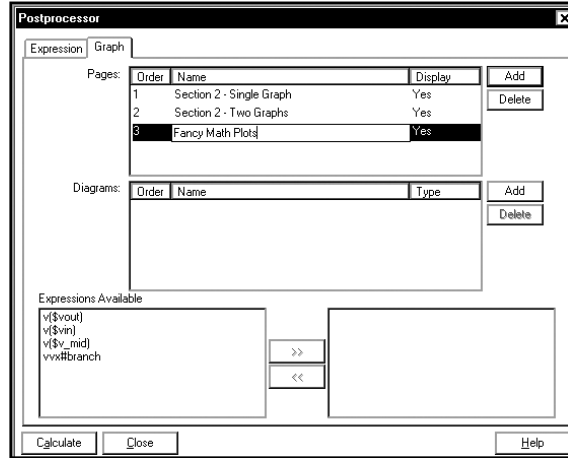 Postprocessor
Expression Graph
Pages:
Order Name Display
1 Section 2 - Single Graph Yes
2 Section 2 - Two Graphs Yes
3 Fancy Math Plots Yes
Add
Delete
Diagrams:
Order Name Type
Add
Delete
Expressions Available
v($vout)
v($vin)
v($v_mid)
vvx#branch
>>
<<
Calculate Close Help